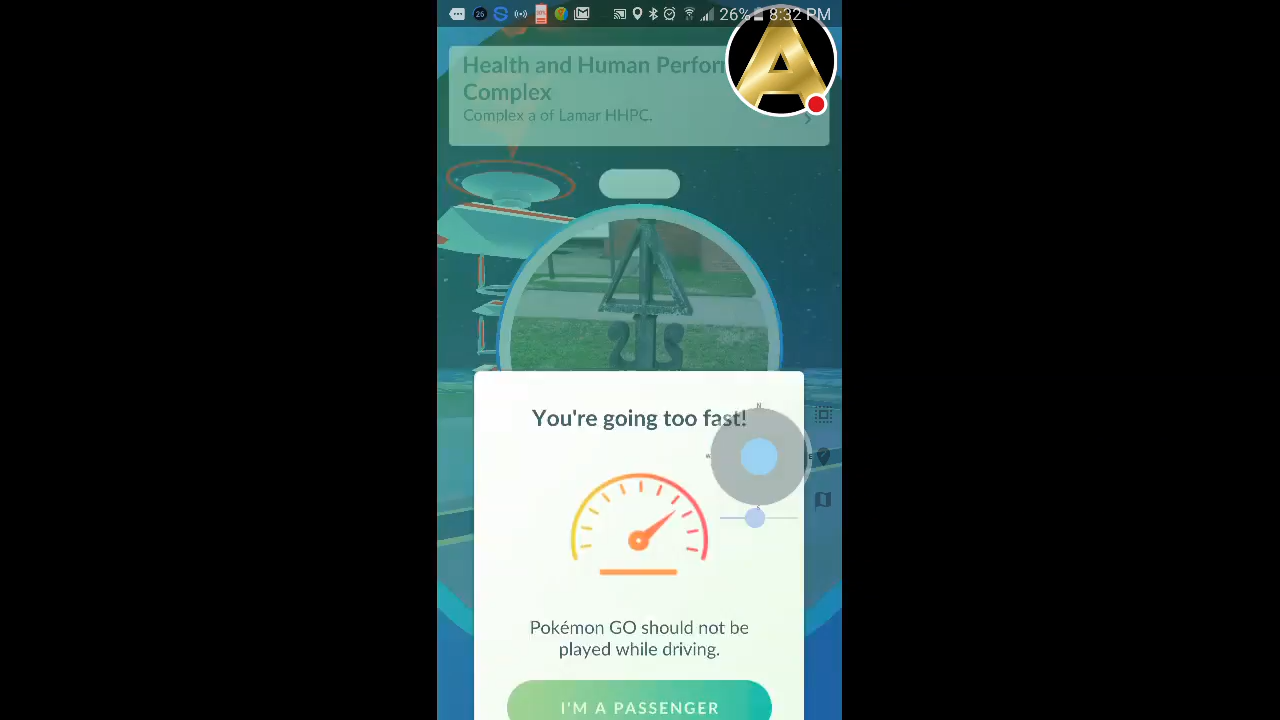 26 26% 8:32 PM
Health and Human Perfor
Complex
Complex a of Lamar HHPC.
A
You're going too fast!
N
W E
S
Pokémon GO should not be
played while driving.
I'M A PASSENGER